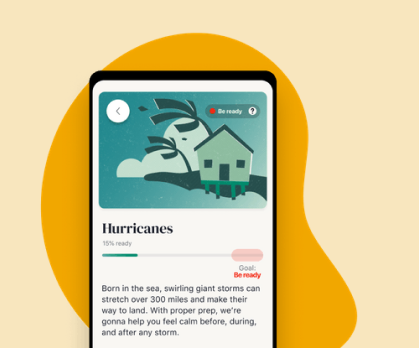 Be ready ?
Hurricanes
15% ready
Goal:
Be ready
Born in the sea, swirling giant storms can
stretch over 300 miles and make their
way to land. With proper prep, we're
gonna help you feel calm before, during,
and after any storm.